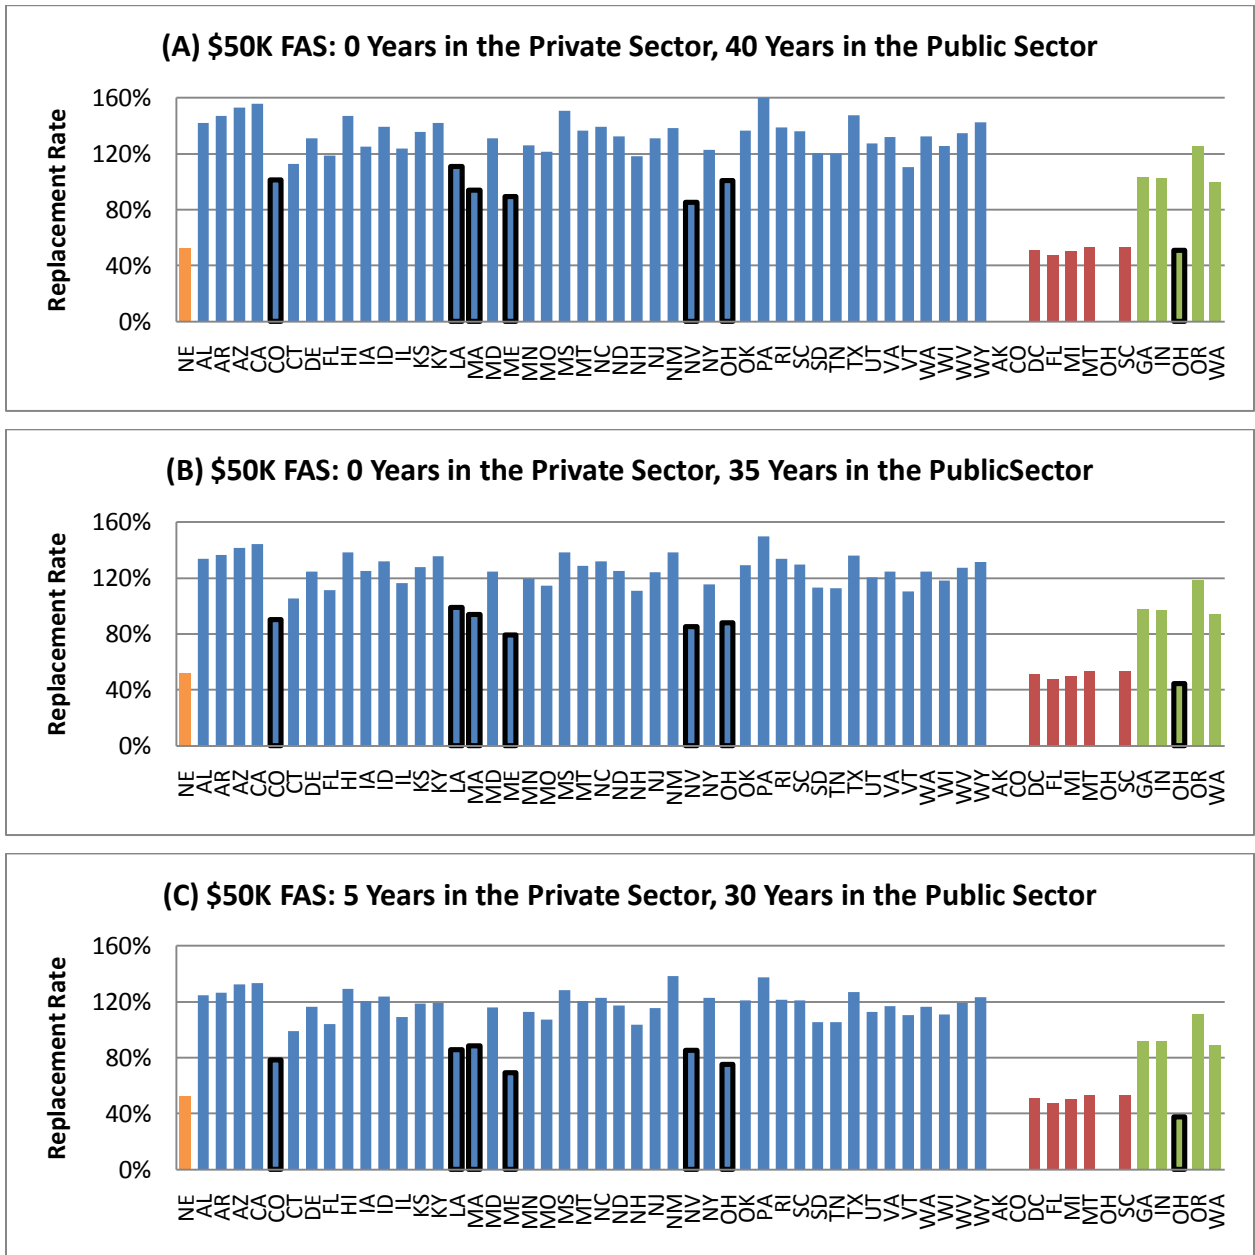 (A) $50K FAS: 0 Years in the Private Sector, 40 Years in the Public Sector
Replacement Rate
160%
120%
80%
40%
0%
NE AL AR AZ CA CO CT DE FL HI IA ID IL KS KY LA MA MD ME MN MO MS MT NC ND NH NJ NM NV NY OH OK PA RI SC SD TN TX UT VA VT WA WI WV WY AK CO DC FL MI MT OH SC GA IN OH OR WA
(B) $50K FAS: 0 Years in the Private Sector, 35 Years in the PublicSector
Replacement Rate
160%
120%
80%
40%
0%
NE AL AR AZ CA CO CT DE FL HI IA ID IL KS KY LA MA MD ME MN MO MS MT NC ND NH NJ NM NV NY OH OK PA RI SC SD TN TX UT VA VT WA WI WV WY AK CO DC FL MI MT OH SC GA IN OH OR WA
(C) $50K FAS: 5 Years in the Private Sector, 30 Years in the Public Sector
Replacement Rate
160%
120%
80%
40%
0%
NE AL AR AZ CA CO CT DE FL HI IA ID IL KS KY LA MA MD ME MN MO MS MT NC ND NH NJ NM NV NY OH OK PA RI SC SD TN TX UT VA VT WA WI WV WY AK CO DC FL MI MT OH SC GA IN OH OR WA